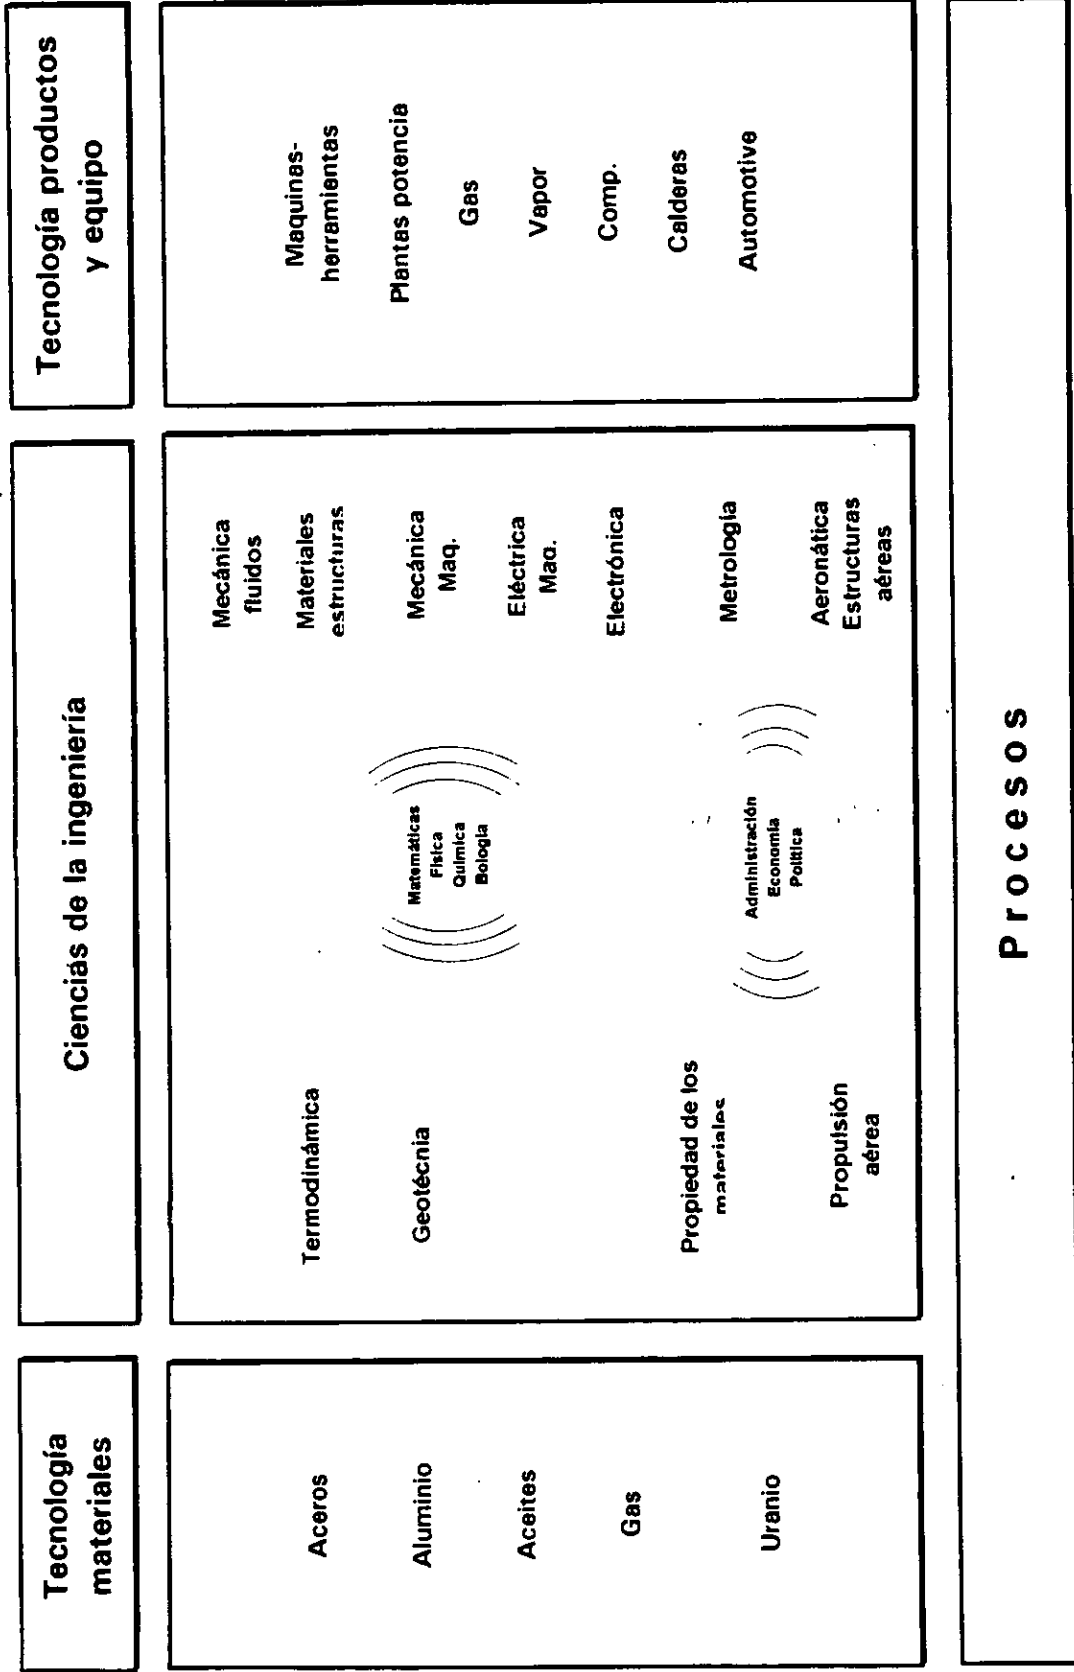 Tecnología
materiales
Ciencias de la ingeniería
Tecnología productos
y equipo
Aceros
Aluminio
Aceites
Gas
Uranio
Termodinámica
Geotécnia
Propiedad de los
materiales
Propulsión
aérea
Matemáticas
Física
Química
Bología
Administración
Economía
Política
Mecánica
fluidos
Materiales
estructuras
Mecánica
Maq.
Eléctrica
Maq.
Electrónica
Metrología
Aeronática
Estructuras
aéreas
Maquinas-
herramientas
Plantas potencia
Gas
Vapor
Comp.
Calderas
Automotive
Procesos